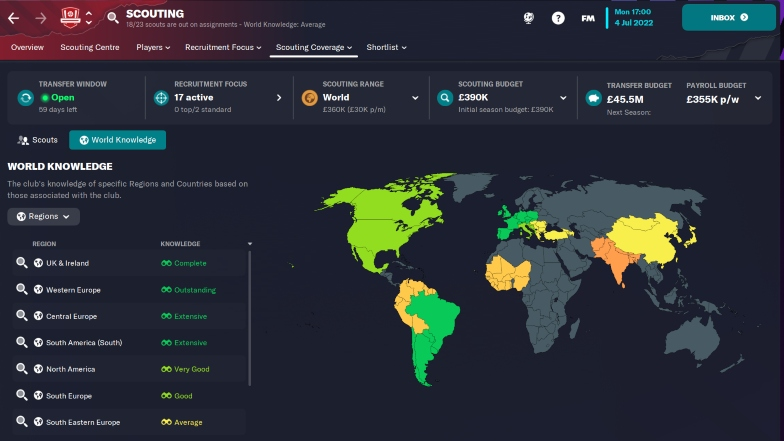 SCOUTING
18/23 scouts are out on assignments - World Knowledge: Average
FM
Mon 17:00
4 Jul 2022
INBOX
Overview
Scouting Centre
Players
Recruitment Focus
Scouting Coverage
Shortlist
TRANSFER WINDOW
Open
59 days left
RECRUITMENT FOCUS
17 active
0 top/2 standard
SCOUTING RANGE
World
£360K (£30K p/m)
SCOUTING BUDGET
£390K
Initial season budget: £390K
TRANSFER BUDGET
£45.5M
Next Season:
PAYROLL BUDGET
£355K p/w
Scouts
World Knowledge
WORLD KNOWLEDGE
The club's knowledge of specific Regions and Countries based on
those associated with the club.
Regions
REGION KNOWLEDGE
UK & Ireland Complete
Western Europe Outstanding
Central Europe Extensive
South America (South) Extensive
North America Very Good
South Europe Good
South Eastern Europe Average